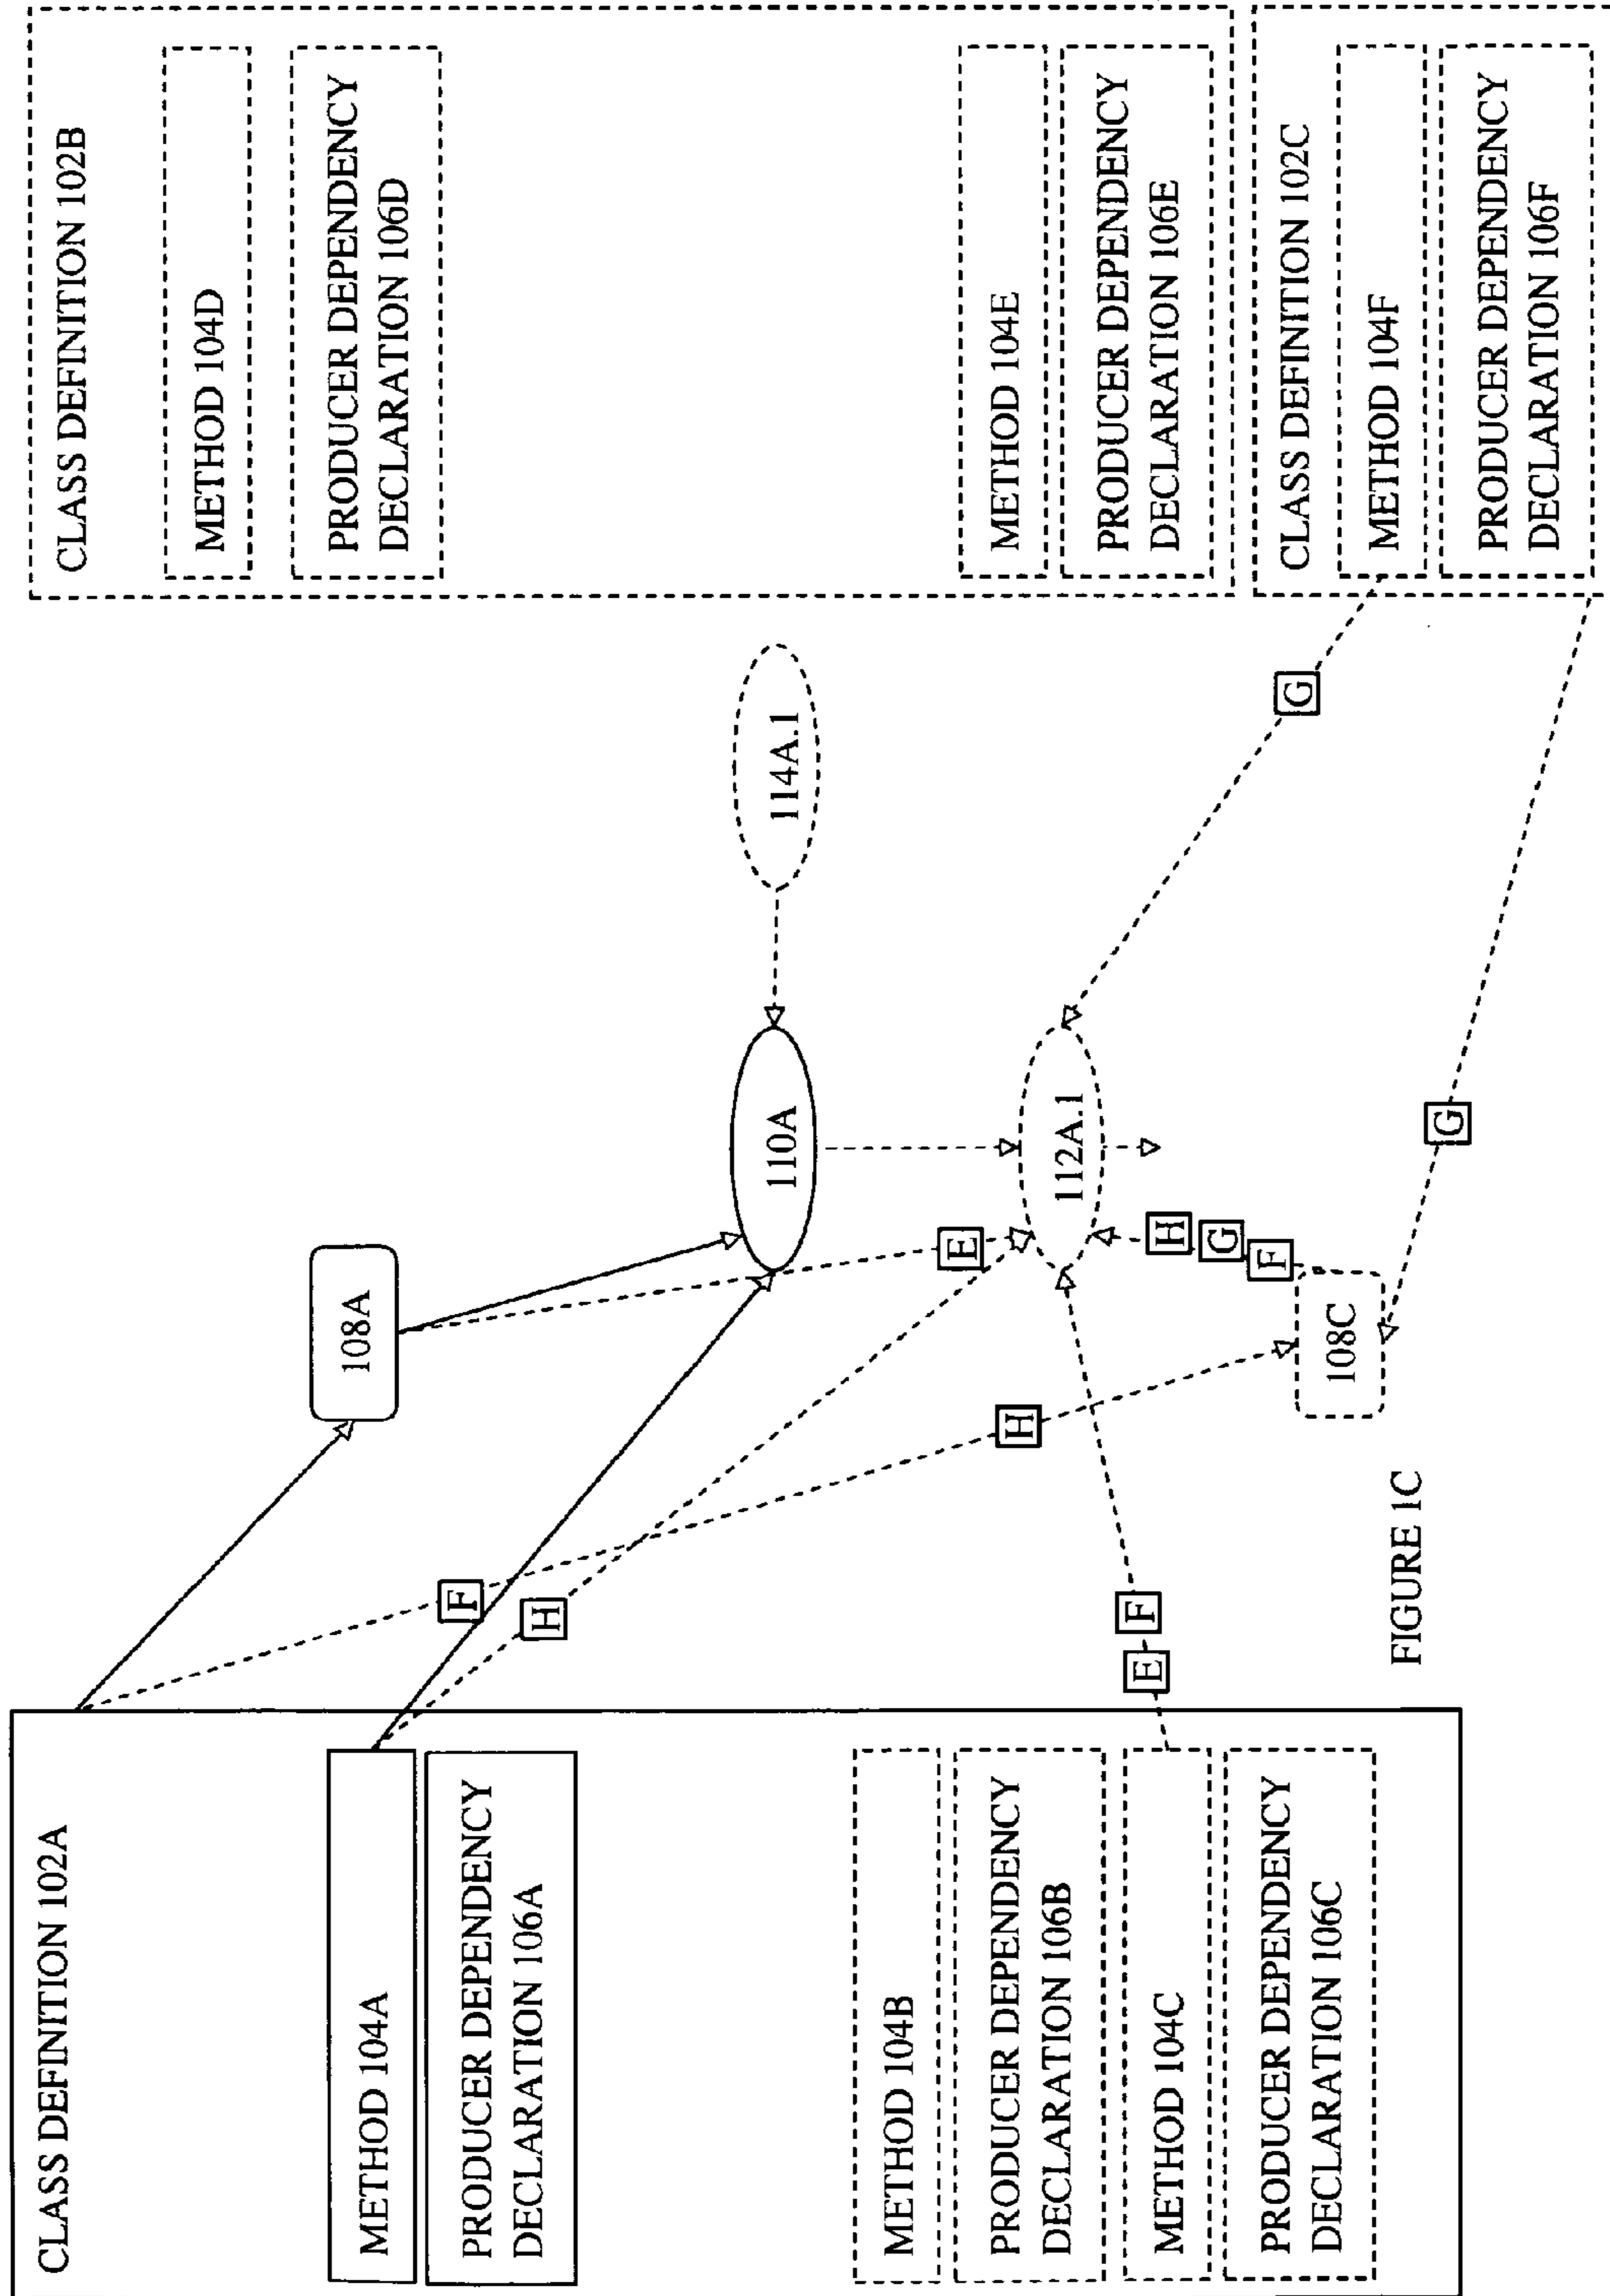 CLASS DEFINITION 102A
METHOD 104A
PRODUCER DEPENDENCY
DECLARATION 106A
METHOD 104B
PRODUCER DEPENDENCY
DECLARATION 106B
METHOD 104C
PRODUCER DEPENDENCY
DECLARATION 106C
108A
110A
114A.1
112A.1
108C
F
H
H
E
E
F
H
G
F
G
G
CLASS DEFINITION 102B
METHOD 104D
PRODUCER DEPENDENCY
DECLARATION 106D
METHOD 104E
PRODUCER DEPENDENCY
DECLARATION 106E
CLASS DEFINITION 102C
METHOD 104F
PRODUCER DEPENDENCY
DECLARATION 106F
FIGURE 1C